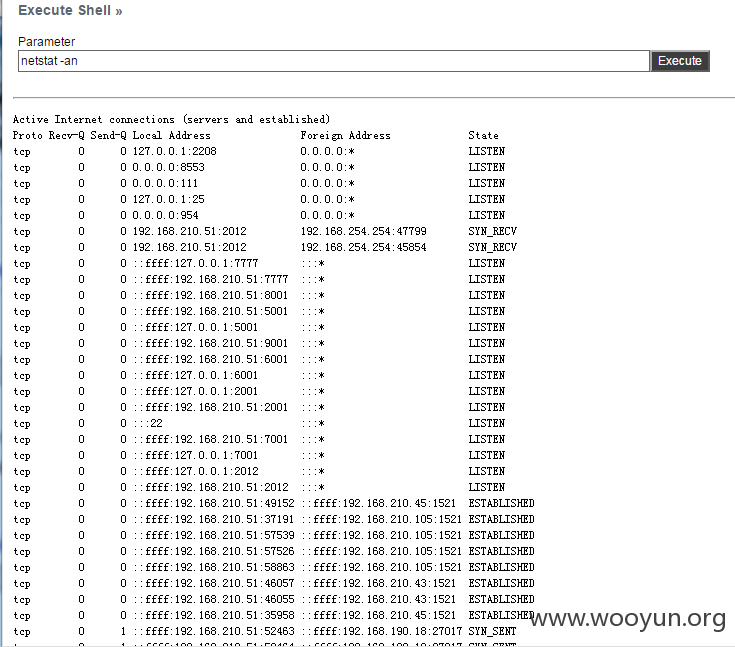 Execute Shell »
Parameter
netstat -an
Execute
Active Internet connections (servers and established)
Proto Recv-Q Send-Q Local Address Foreign Address State
tcp 0 0 127.0.0.1:2208 0.0.0.0:* LISTEN
tcp 0 0 0.0.0.0:8553 0.0.0.0:* LISTEN
tcp 0 0 0.0.0.0:111 0.0.0.0:* LISTEN
tcp 0 0 127.0.0.1:25 0.0.0.0:* LISTEN
tcp 0 0 0.0.0.0:954 0.0.0.0:* LISTEN
tcp 0 0 192.168.210.51:2012 192.168.254.254:47799 SYN_RECV
tcp 0 0 192.168.210.51:2012 192.168.254.254:45854 SYN_RECV
tcp 0 0 ::ffff:127.0.0.1:7777 :::* LISTEN
tcp 0 0 ::ffff:192.168.210.51:7777 :::* LISTEN
tcp 0 0 ::ffff:192.168.210.51:8001 :::* LISTEN
tcp 0 0 ::ffff:192.168.210.51:5001 :::* LISTEN
tcp 0 0 ::ffff:127.0.0.1:5001 :::* LISTEN
tcp 0 0 ::ffff:192.168.210.51:9001 :::* LISTEN
tcp 0 0 ::ffff:192.168.210.51:6001 :::* LISTEN
tcp 0 0 ::ffff:127.0.0.1:6001 :::* LISTEN
tcp 0 0 ::ffff:127.0.0.1:2001 :::* LISTEN
tcp 0 0 ::ffff:192.168.210.51:2001 :::* LISTEN
tcp 0 0 :::22 :::* LISTEN
tcp 0 0 ::ffff:192.168.210.51:7001 :::* LISTEN
tcp 0 0 ::ffff:127.0.0.1:7001 :::* LISTEN
tcp 0 0 ::ffff:127.0.0.1:2012 :::* LISTEN
tcp 0 0 ::ffff:192.168.210.51:2012 :::* LISTEN
tcp 0 0 ::ffff:192.168.210.51:49152 ::ffff:192.168.210.45:1521 ESTABLISHED
tcp 0 0 ::ffff:192.168.210.51:37191 ::ffff:192.168.210.105:1521 ESTABLISHED
tcp 0 0 ::ffff:192.168.210.51:57539 ::ffff:192.168.210.105:1521 ESTABLISHED
tcp 0 0 ::ffff:192.168.210.51:57526 ::ffff:192.168.210.105:1521 ESTABLISHED
tcp 0 0 ::ffff:192.168.210.51:58863 ::ffff:192.168.210.105:1521 ESTABLISHED
tcp 0 0 ::ffff:192.168.210.51:46057 ::ffff:192.168.210.43:1521 ESTABLISHED
tcp 0 0 ::ffff:192.168.210.51:46055 ::ffff:192.168.210.43:1521 ESTABLISHED
tcp 0 0 ::ffff:192.168.210.51:35958 ::ffff:192.168.210.45:1521 ESTABLISHED
www.wooyun.org
tcp 0 1 ::ffff:192.168.210.51:52463 ::ffff:192.168.190.18:27017 SYN_SENT